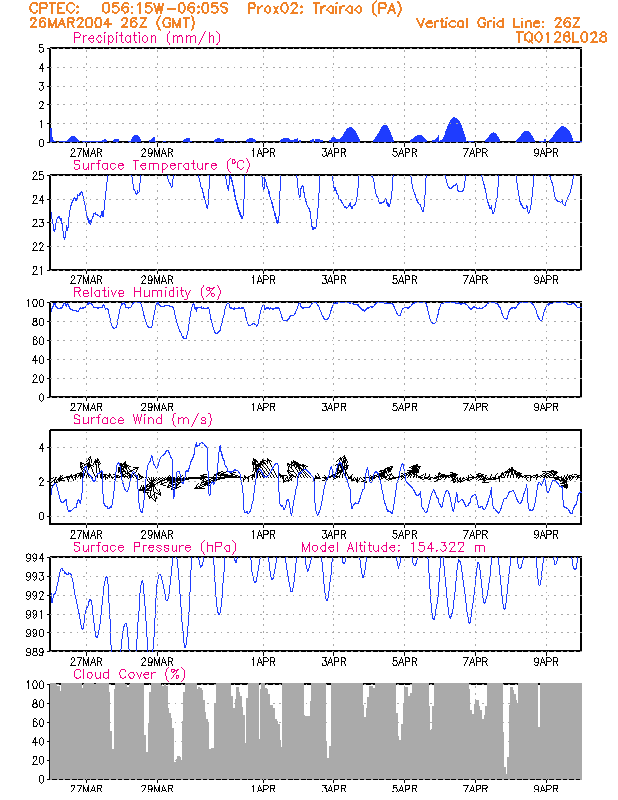 CPTEC: 056:15W-06:05S Prox02: Trairao (PA)
26MAR2004 26Z (GMT) Vertical Grid Line: 26Z
Precipitation (mm/h) TQ0126L028
5
4
3
2
1
0
27MAR 29MAR 1APR 3APR 5APR 7APR 9APR
Surface Temperature (ºC)
25
24
23
22
21
27MAR 29MAR 1APR 3APR 5APR 7APR 9APR
Relative Humidity (%)
100
80
60
40
20
0
27MAR 29MAR 1APR 3APR 5APR 7APR 9APR
Surface Wind (m/s)
4
2
0
27MAR 29MAR 1APR 3APR 5APR 7APR 9APR
Surface Pressure (hPa) Model Altitude: 154.322 m
994
993
992
991
990
989
27MAR 29MAR 1APR 3APR 5APR 7APR 9APR
Cloud Cover (%)
100
80
60
40
20
0
27MAR 29MAR 1APR 3APR 5APR 7APR 9APR